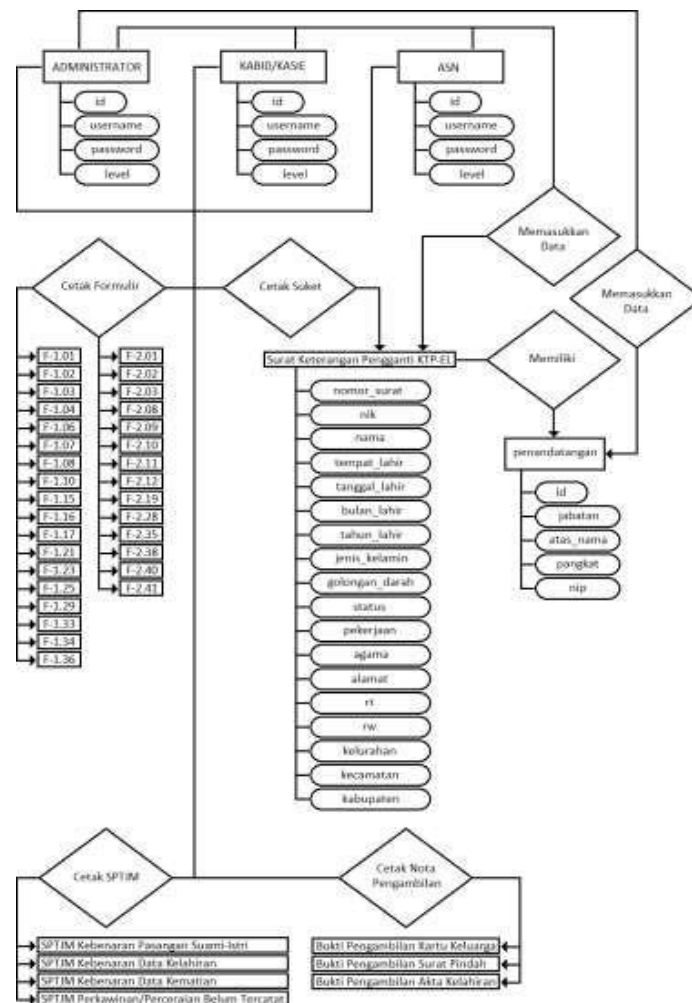 ADMINISTRATOR
id
username
password
level
KABID/KASIE
id
username
password
level
ASN
id
username
password
level
Memasukkan
Data
Memasukkan
Data
Cetak Formulir
Cetak Suket
F-1.01
F-1.02
F-1.03
F-1.04
F-1.06
F-1.07
F-1.08
F-1.10
F-1.15
F-1.16
F-1.17
F-1.21
F-1.23
F-1.25
F-1.29
F-1.33
F-1.34
F-1.36
F-2.01
F-2.02
F-2.03
F-2.08
F-2.09
F-2.10
F-2.11
F-2.12
F-2.19
F-2.28
F-2.35
F-2.38
F-2.40
F-2.41
Surat Keterangan Pengganti KTP-EL
nomor_surat
nik
nama
tempat_lahir
tanggal_lahir
bulan_lahir
tahun_lahir
jenis_kelamin
golongan_darah
status
pekerjaan
agama
alamat
rt
rw
kelurahan
kecamatan
kabupaten
Memiliki
penandatangan
id
jabatan
atas_nama
pangkat
nip
Cetak SPTJM
SPTJM Kebenaran Pasangan Suami-Istri
SPTJM Kebenaran Data Kelahiran
SPTJM Kebenaran Data Kematian
SPTJM Perkawinan/Perceraian Belum Tercatat
Cetak Nota
Pengambilan
Bukti Pengambilan Kartu Keluarga
Bukti Pengambilan Surat Pindah
Bukti Pengambilan Akta Kelahiran